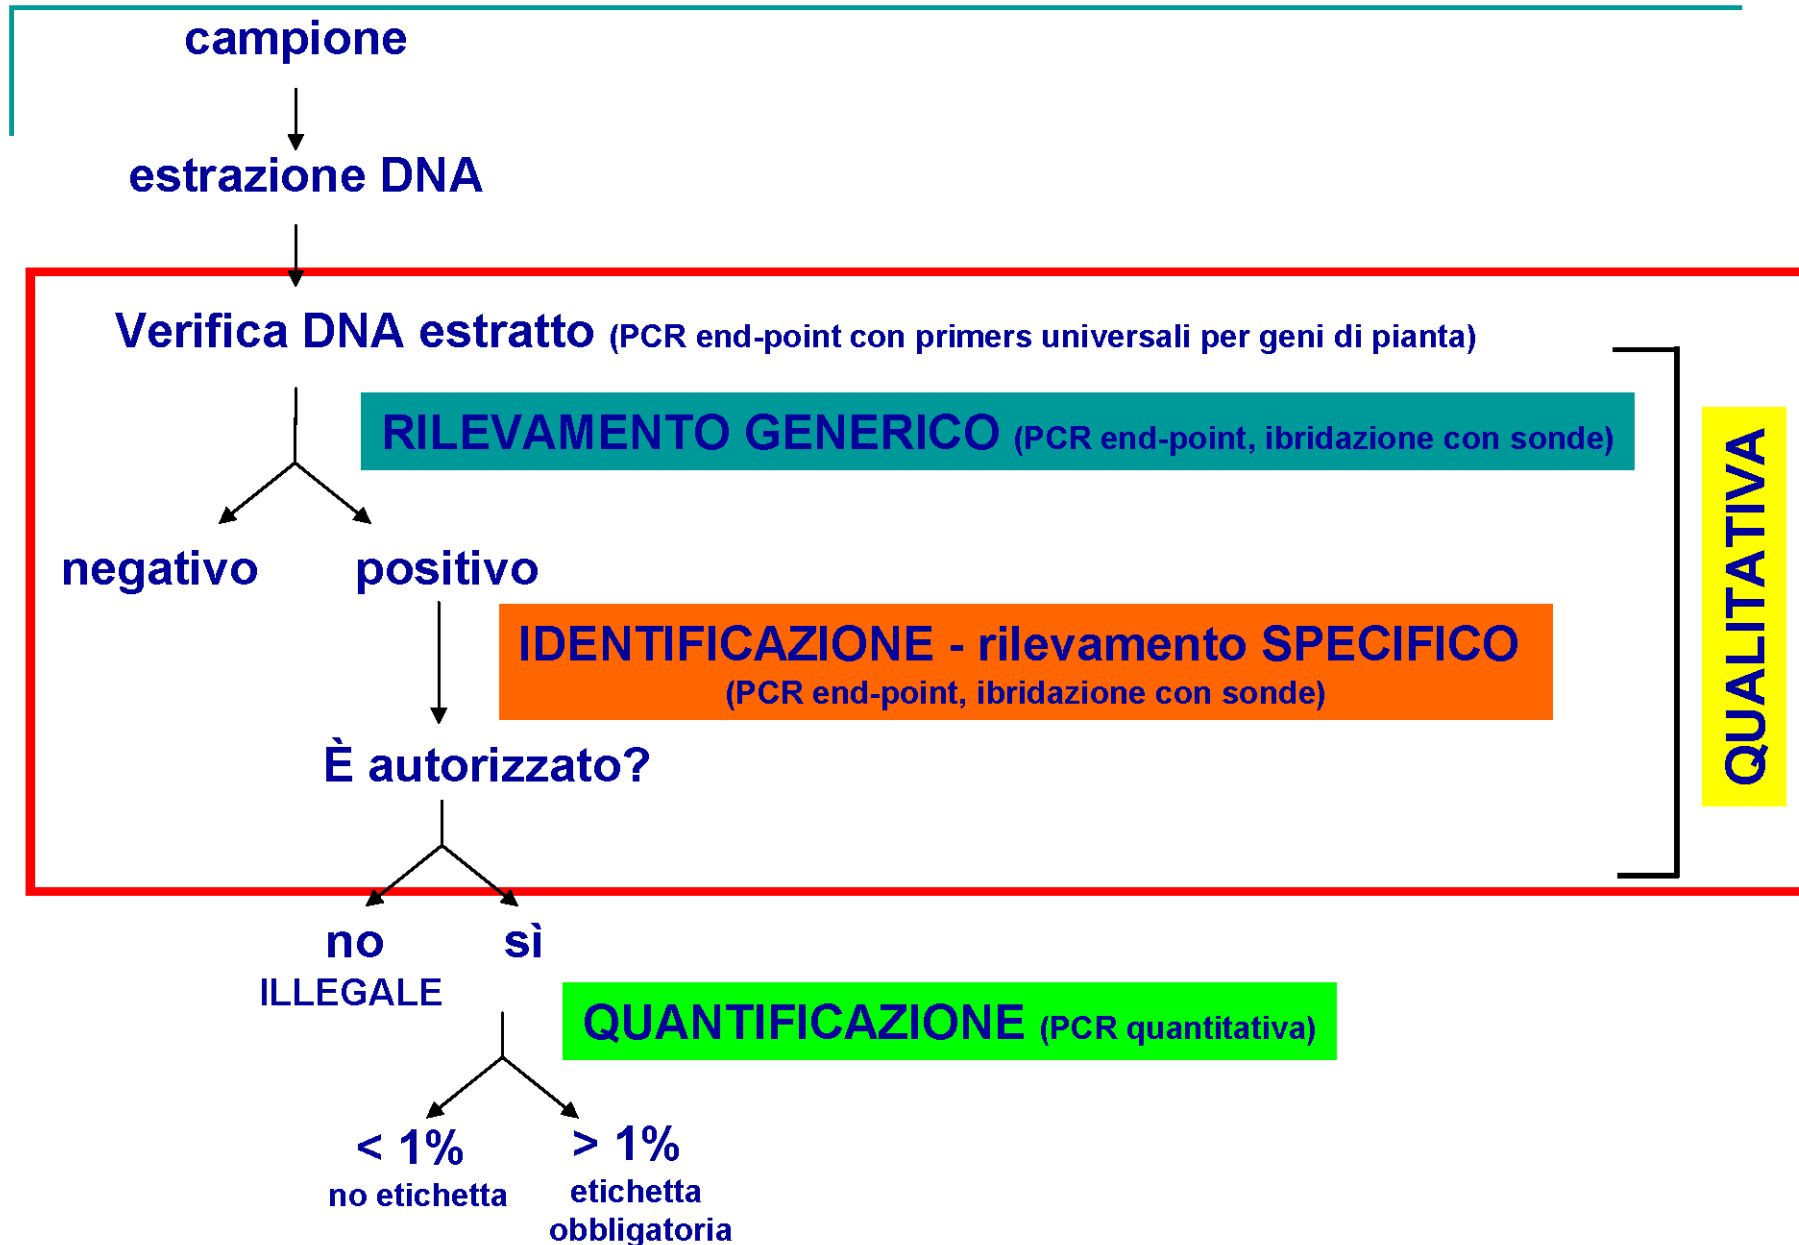 campione
estrazione DNA
Verifica DNA estratto (PCR end-point con primers universali per geni di pianta)
RILEVAMENTO GENERICO (PCR end-point, ibridazione con sonde)
negativo positivo
IDENTIFICAZIONE - rilevamento SPECIFICO
(PCR end-point, ibridazione con sonde)
È autorizzato?
QUALITATIVA
no sì
ILLEGALE
QUANTIFICAZIONE (PCR quantitativa)
< 1% > 1%
no etichetta etichetta
obbligatoria